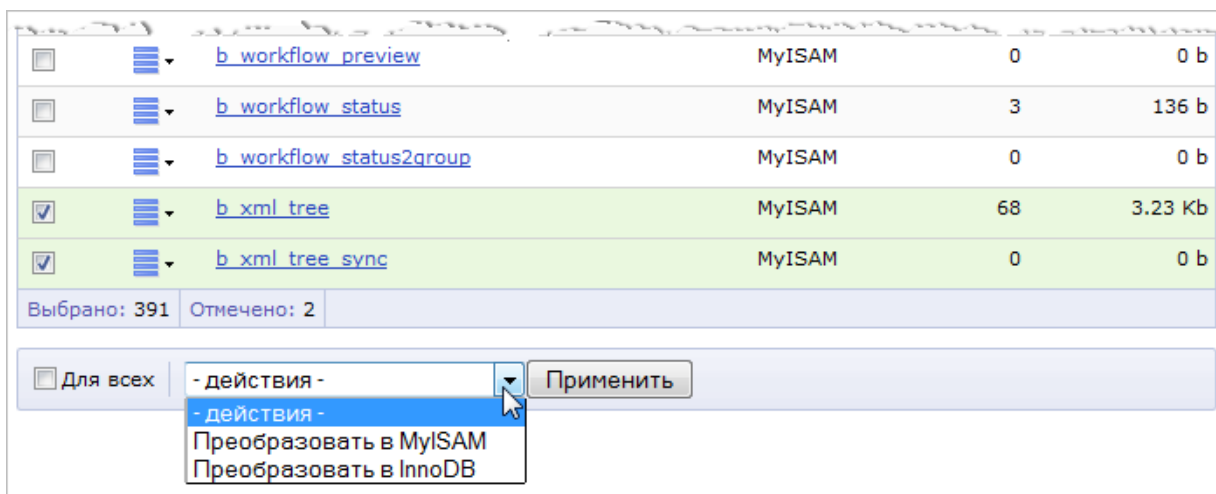 b_workflow_preview MyISAM 0 0 b
b_workflow_status MyISAM 3 136 b
b_workflow_status2group MyISAM 0 0 b
b_xml_tree MyISAM 68 3.23 Kb
b_xml_tree_sync MyISAM 0 0 b
Выбрано: 391 Отмечено: 2
Для всех - действия - Применить
- действия -
Преобразовать в MyISAM
Преобразовать в InnoDB